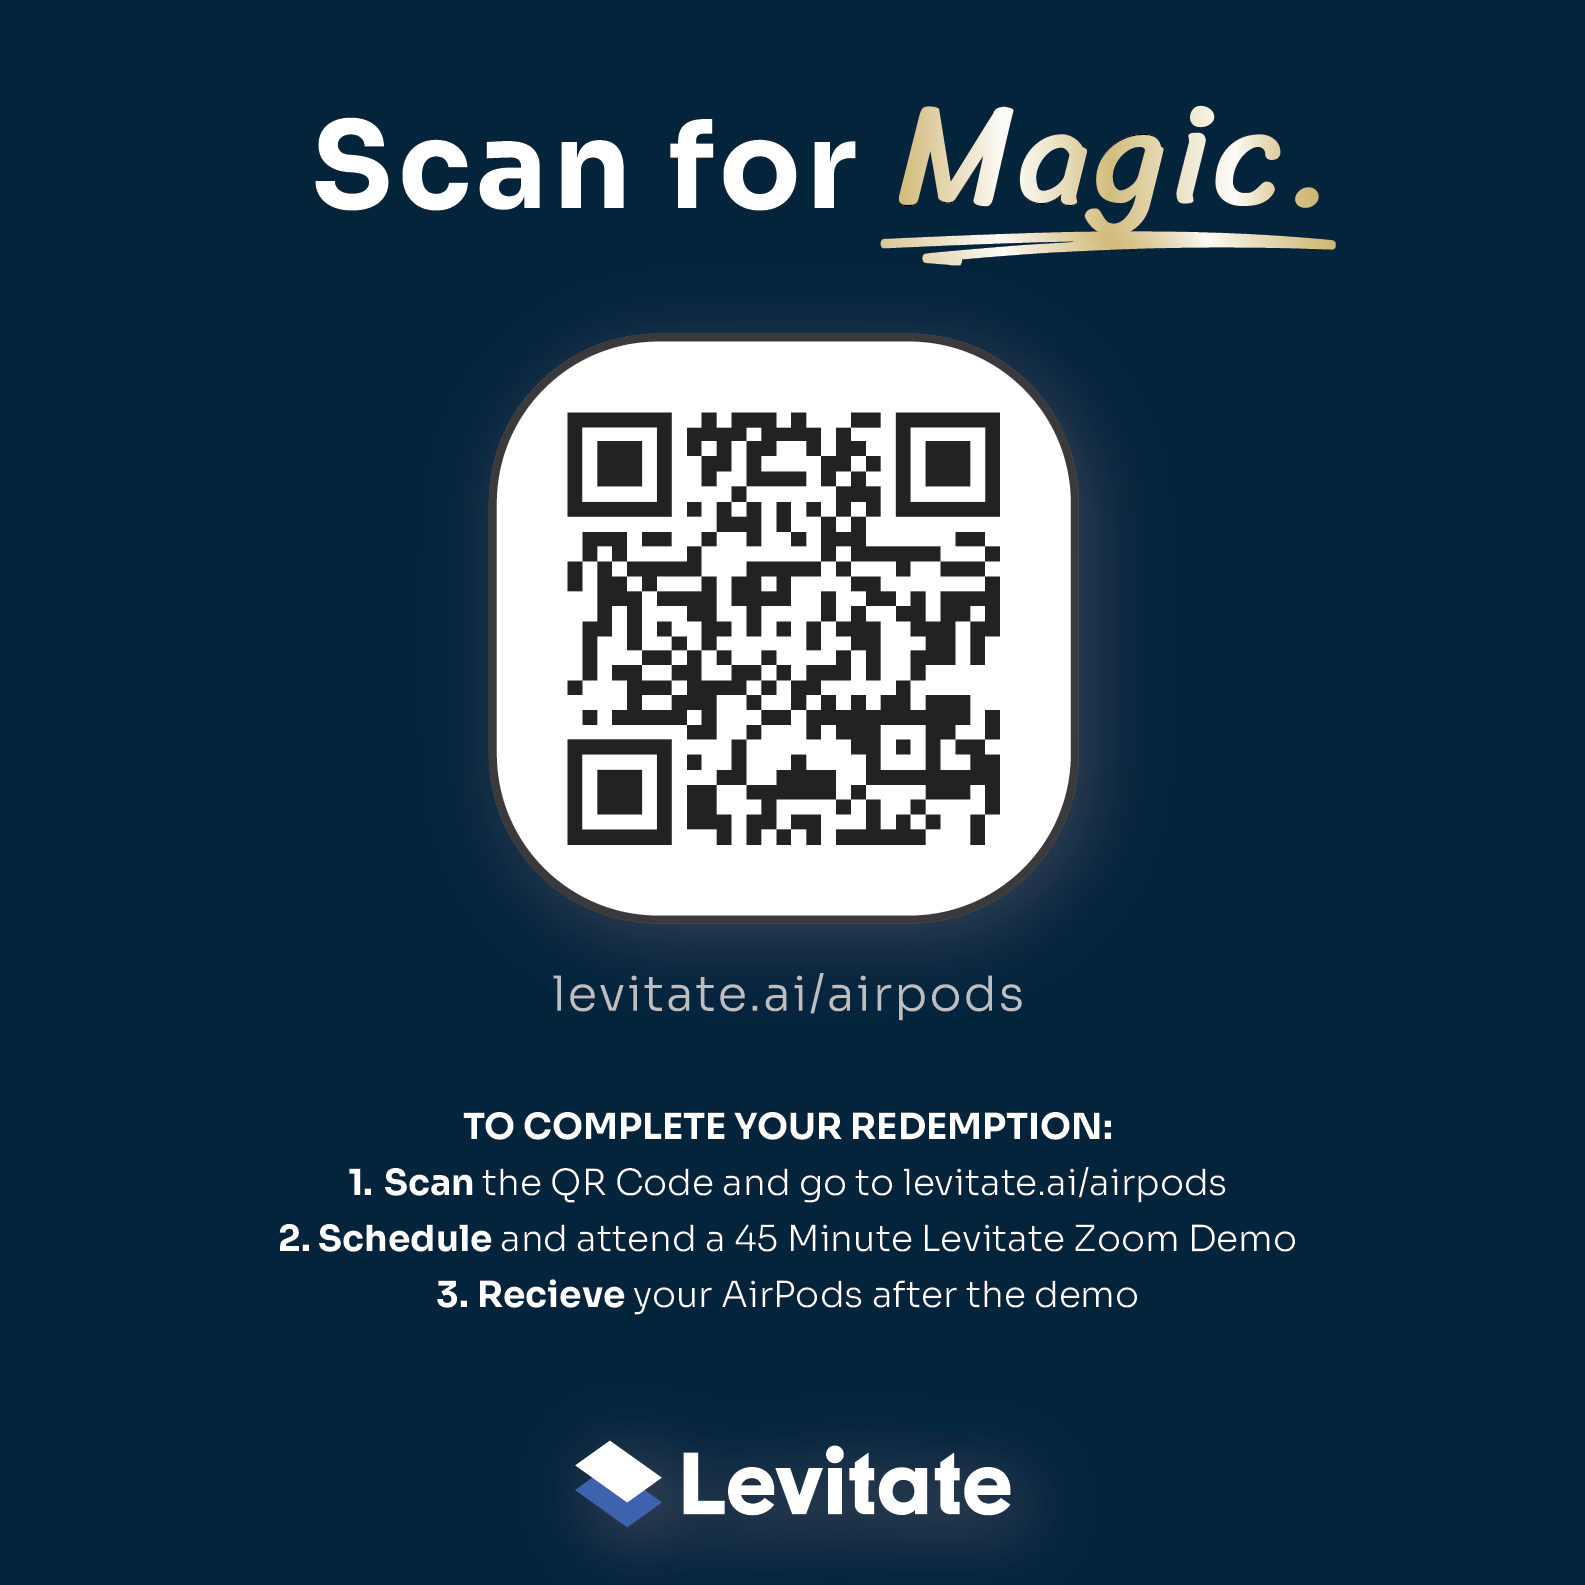 Scan for Magic.
levitate.ai/airpods
TO COMPLETE YOUR REDEMPTION:
1. Scan the QR Code and go to levitate.ai/airpods
2. Schedule and attend a 45 Minute Levitate Zoom Demo
3. Recieve your AirPods after the demo
Levitate